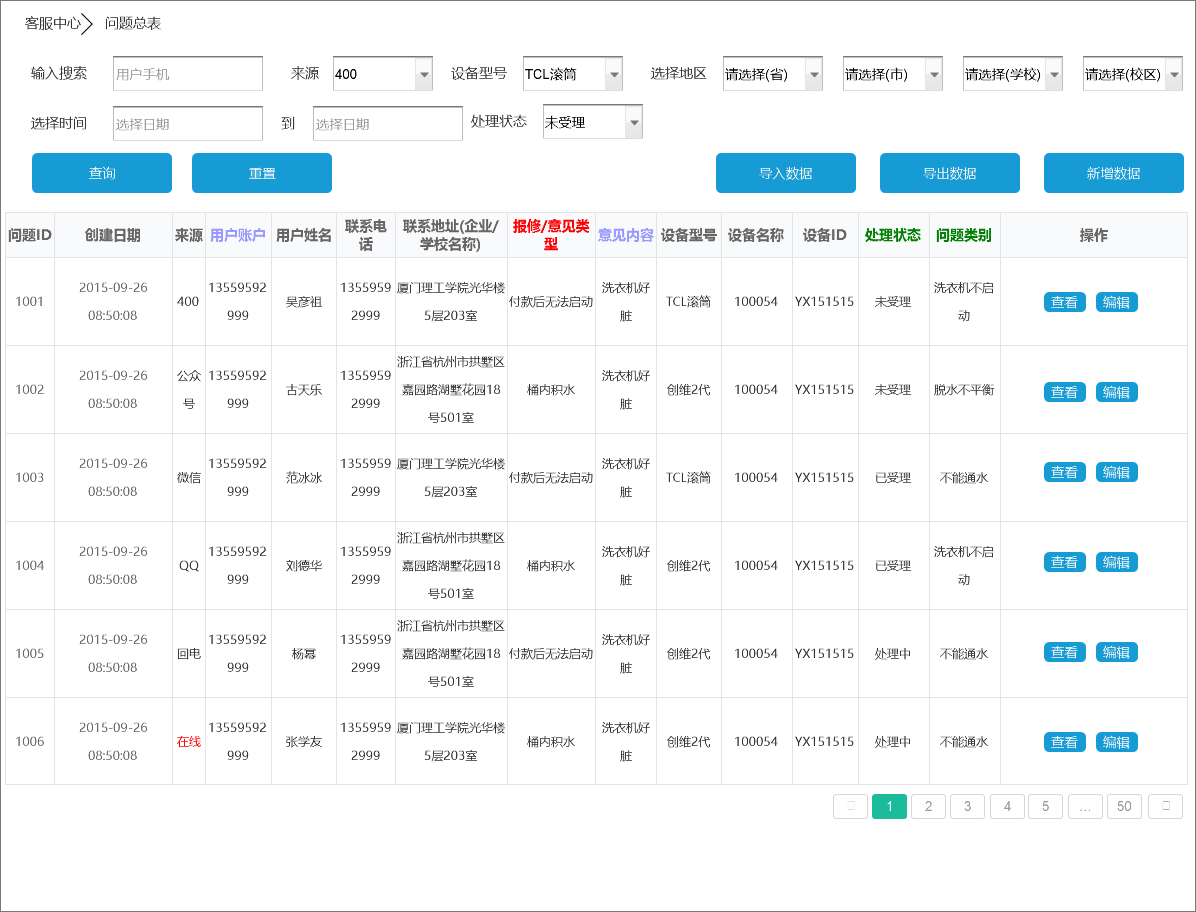 客服中心 问题总表
输入搜索 用户手机 来源 400 设备型号 TCL滚筒 选择地区 请选择(省) 请选择(市) 请选择(学校) 请选择(校区)
选择时间 选择日期 到 选择日期 处理状态 未受理
查询 重置 导入数据 导出数据 新增数据
问题ID 创建日期 来源 用户账户 用户姓名 联系电话 联系地址(企业/学校名称) 报修/意见类型 意见内容 设备型号 设备名称 设备ID 处理状态 问题类别 操作
1001 2015-09-26 08:50:08 400 13559592999 吴彦祖 13559592999 厦门理工学院光华楼5层203室 付款后无法启动 洗衣机好脏 TCL滚筒 100054 YX151515 未受理 洗衣机不启动 查看 编辑
1002 2015-09-26 08:50:08 公众号 13559592999 古天乐 13559592999 浙江省杭州市拱墅区嘉园路湖墅花园18号501室 桶内积水 洗衣机好脏 创维2代 100054 YX151515 未受理 脱水不平衡 查看 编辑
1003 2015-09-26 08:50:08 微信 13559592999 范冰冰 13559592999 厦门理工学院光华楼5层203室 付款后无法启动 洗衣机好脏 TCL滚筒 100054 YX151515 已受理 不能通水 查看 编辑
1004 2015-09-26 08:50:08 QQ 13559592999 刘德华 13559592999 浙江省杭州市拱墅区嘉园路湖墅花园18号501室 桶内积水 洗衣机好脏 创维2代 100054 YX151515 已受理 洗衣机不启动 查看 编辑
1005 2015-09-26 08:50:08 回电 13559592999 杨幂 13559592999 浙江省杭州市拱墅区嘉园路湖墅花园18号501室 付款后无法启动 洗衣机好脏 创维2代 100054 YX151515 处理中 不能通水 查看 编辑
1006 2015-09-26 08:50:08 在线 13559592999 张学友 13559592999 厦门理工学院光华楼5层203室 桶内积水 洗衣机好脏 创维2代 100054 YX151515 处理中 不能通水 查看 编辑
1 2 3 4 5 … 50